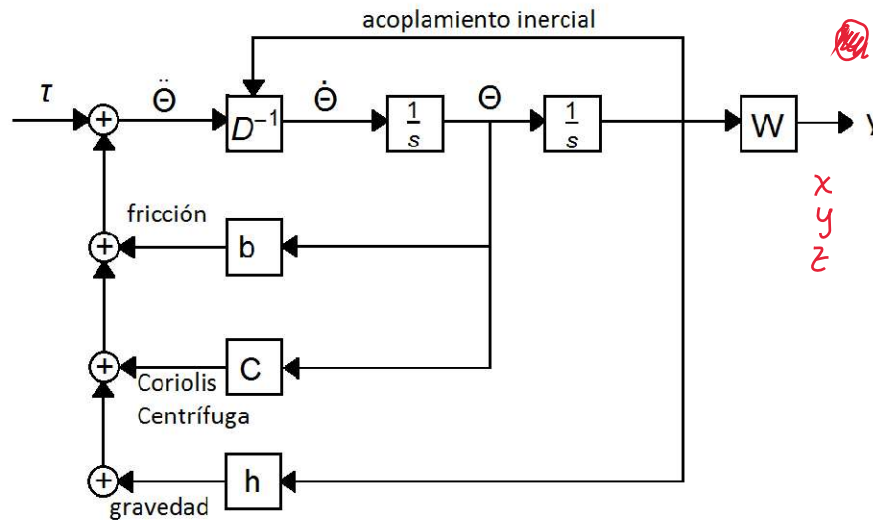 acoplamiento inercial
τ
+
Θ̈
D⁻¹
Θ̇
1/s
Θ
1/s
W
y
x
y
z
fricción
+
b
+
C
Coriolis
Centrífuga
+
h
gravedad